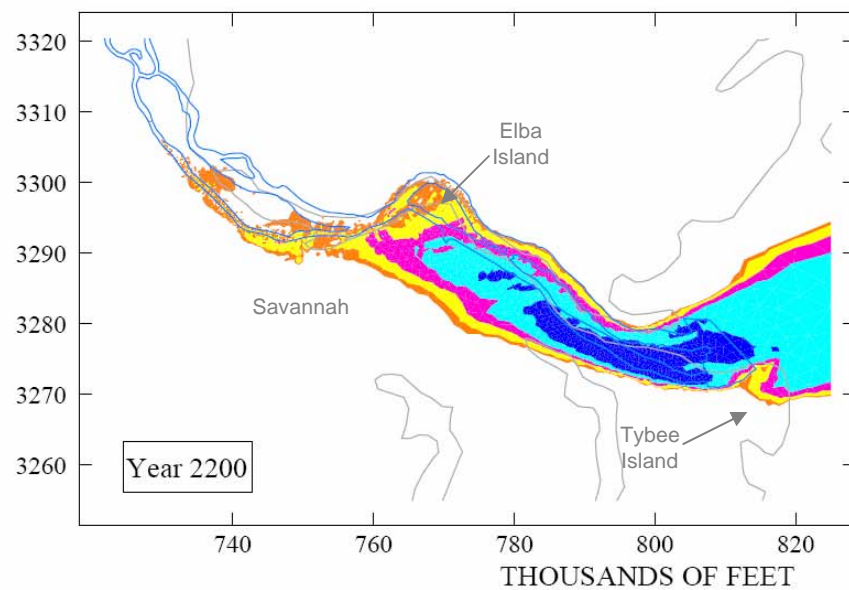 3320
3310
3300
3290
3280
3270
3260
Elba
Island
Savannah
Tybee
Island
Year 2200
740
760
780
800
820
THOUSANDS OF FEET